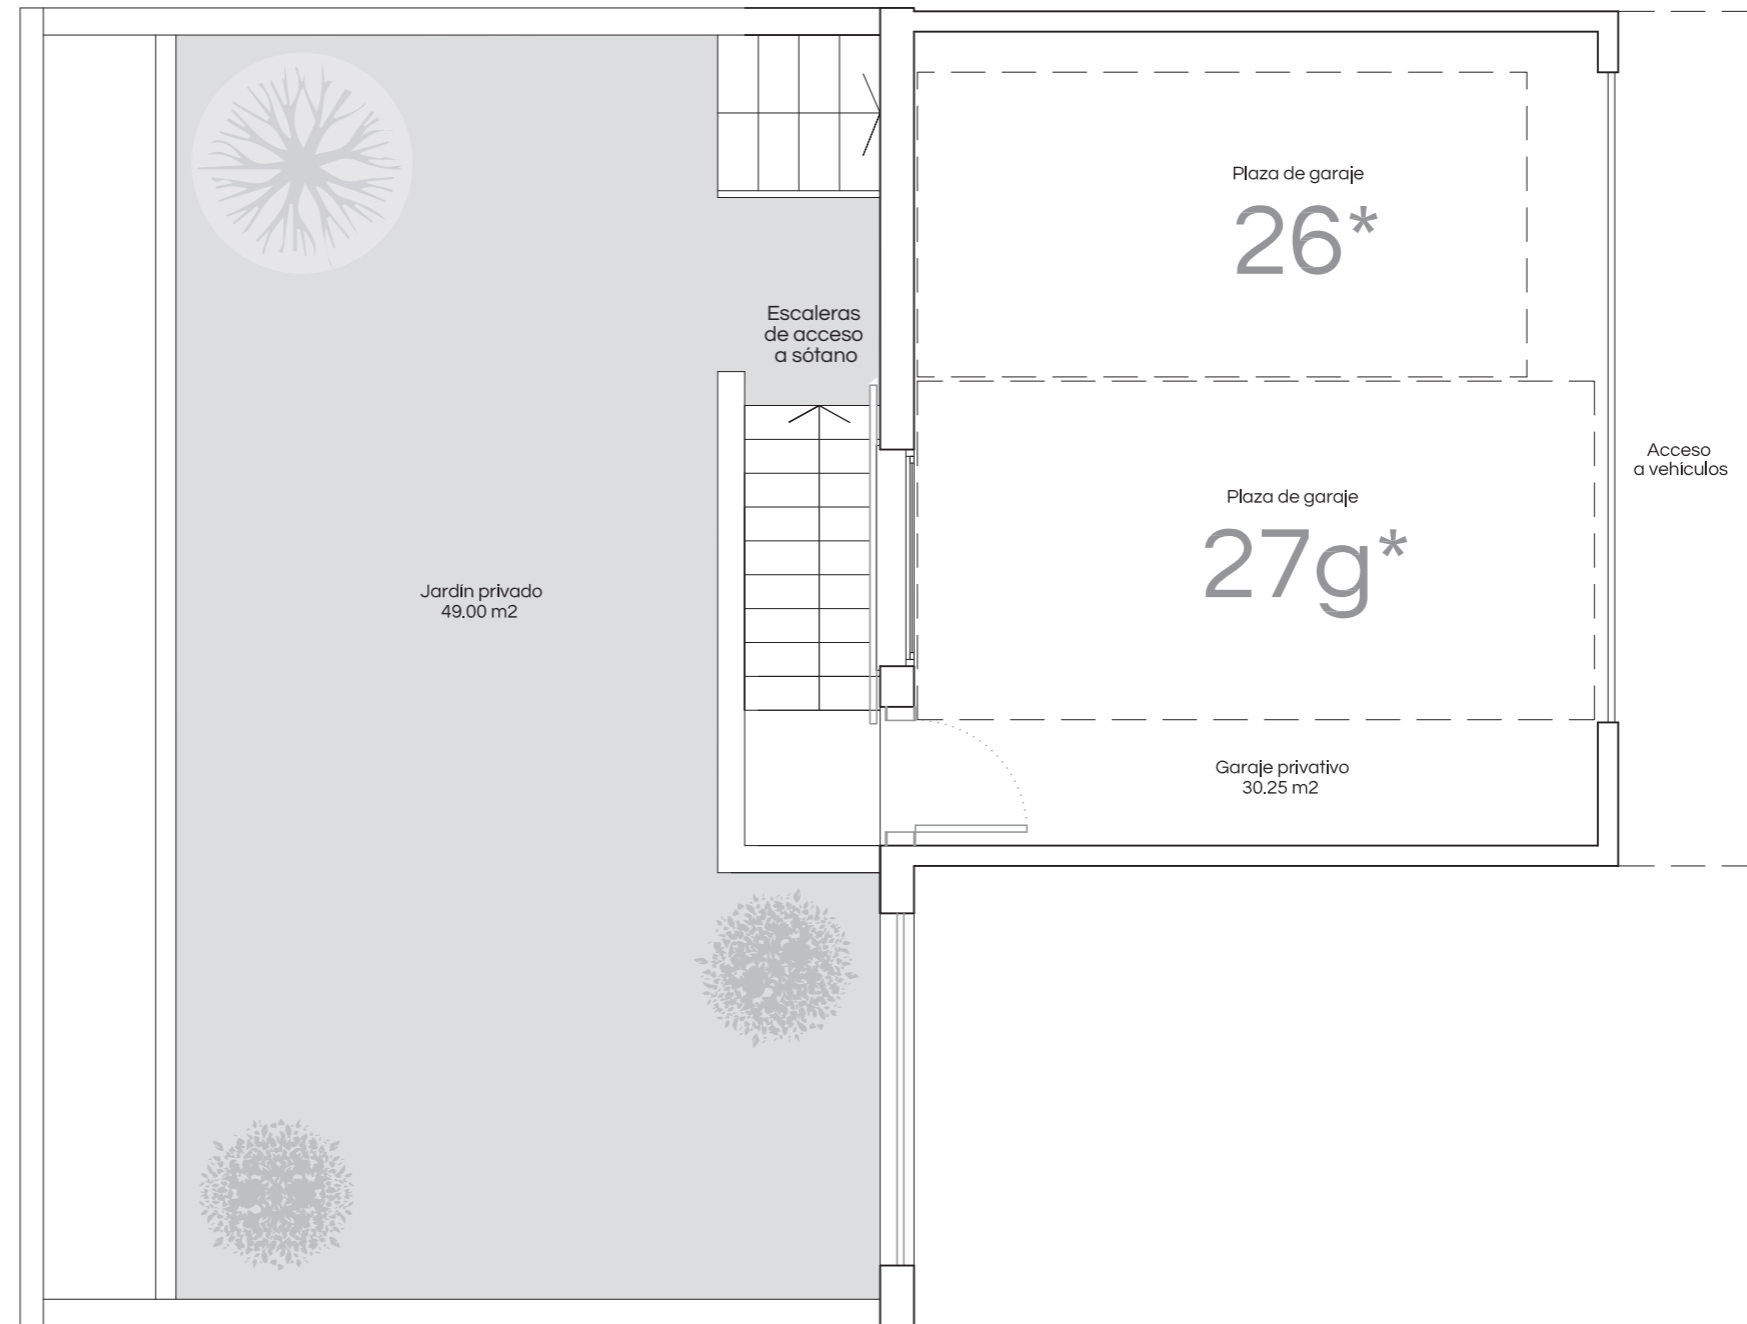 Plaza de garaje
26*
Escaleras
de acceso
a sótano
Acceso
a vehículos
Plaza de garaje
27g*
Jardín privado
49.00 m2
Garaje privativo
30.25 m2